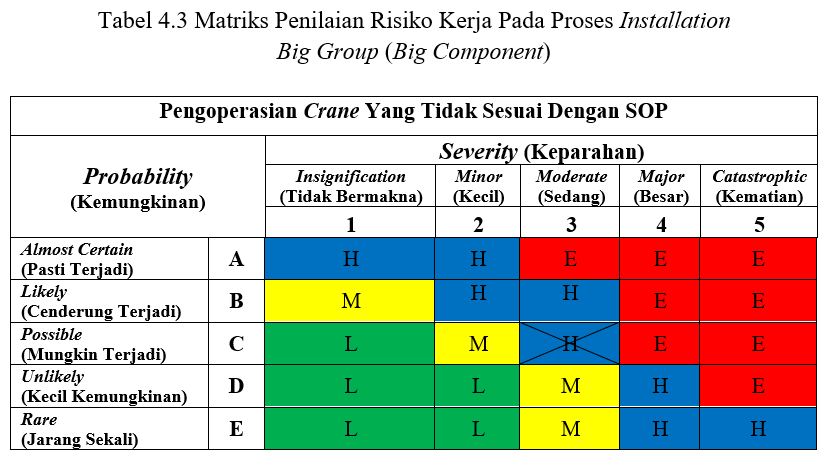 Tabel 4.3 Matriks Penilaian Risiko Kerja Pada Proses Installation
Big Group (Big Component)
Pengoperasian Crane Yang Tidak Sesuai Dengan SOP
Probability
(Kemungkinan)
Severity (Keparahan)
Insignification
(Tidak Bermakna)
Minor
(Kecil)
Moderate
(Sedang)
Major
(Besar)
Catastrophic
(Kematian)
1 2 3 4 5
Almost Certain
(Pasti Terjadi)
A H H E E E
Likely
(Cenderung Terjadi)
B M H H E E
Possible
(Mungkin Terjadi)
C L M H E E
Unlikely
(Kecil Kemungkinan)
D L L M H E
Rare
(Jarang Sekali)
E L L M H H